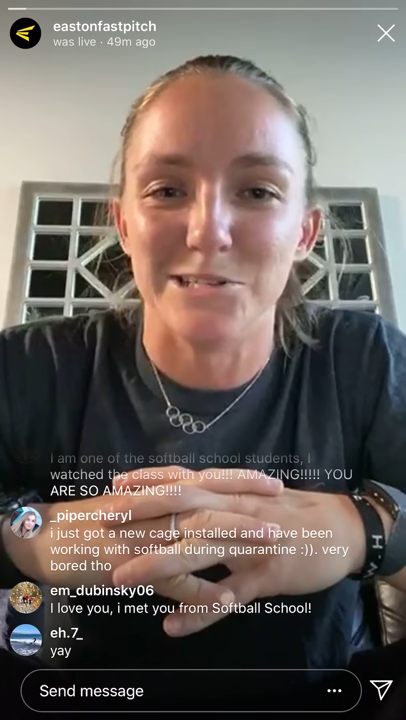 eastonfastpitch
was live · 49m ago
I am one of the softball school students, I
watched the class with you!!! AMAZING!!!!! YOU
ARE SO AMAZING!!!!
_pipercheryl
i just got a new cage installed and have been
working with softball during quarantine :)). very
bored tho
em_dubinsky06
I love you, i met you from Softball School!
eh.7_
yay
Send message